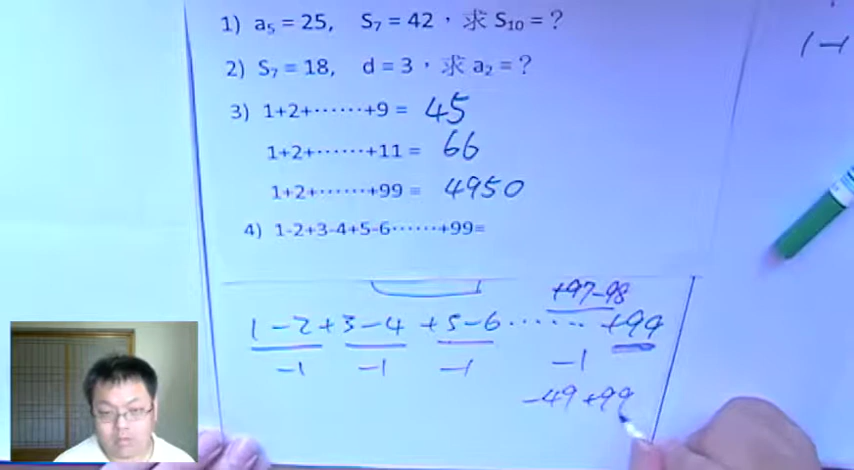 1) a₅ = 25, S₇ = 42，求 S₁₀ = ?
2) S₇ = 18, d = 3，求 a₂ = ?
3) 1+2+⋯⋯+9 = 45
1+2+⋯⋯+11 = 66
1+2+⋯⋯+99 = 4950
4) 1-2+3-4+5-6⋯⋯+99=
+97-98
1-2+3-4+5-6⋯⋯+99
-1 -1 -1 -1
-49+99
1-1